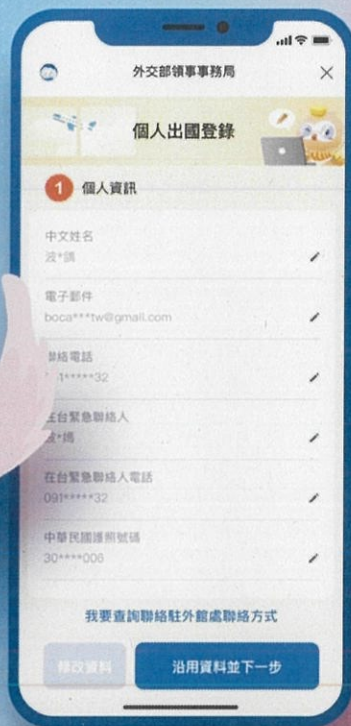 外交部領事事務局
個人出國登錄
1 個人資訊
中文姓名
波*鴿
電子郵件
boca***tw@gmail.com
聯絡電話
1*****32
在台緊急聯絡人
*媽
在台緊急聯絡人電話
091*****32
中華民國護照號碼
30****006
我要查詢聯絡駐外館處聯絡方式
修改資料
沿用資料並下一步